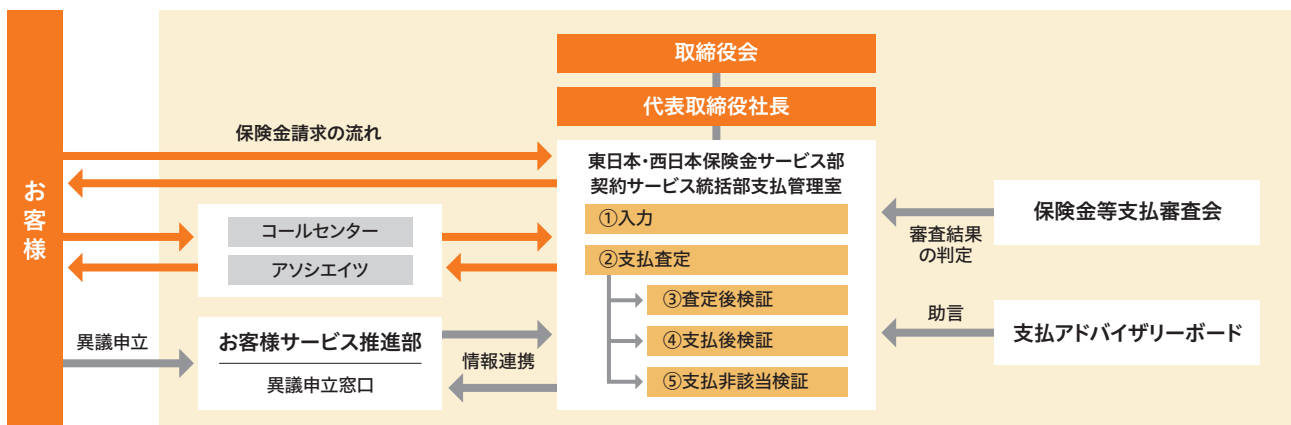 お客様
保険金請求の流れ
コールセンター
アソシエイツ
異議申立
お客様サービス推進部
異議申立窓口
情報連携
取締役会
代表取締役社長
東日本・西日本保険金サービス部
契約サービス統括部支払管理室
①入力
②支払査定
③査定後検証
④支払後検証
⑤支払非該当検証
審査結果
の判定
保険金等支払審査会
助言
支払アドバイザリーボード